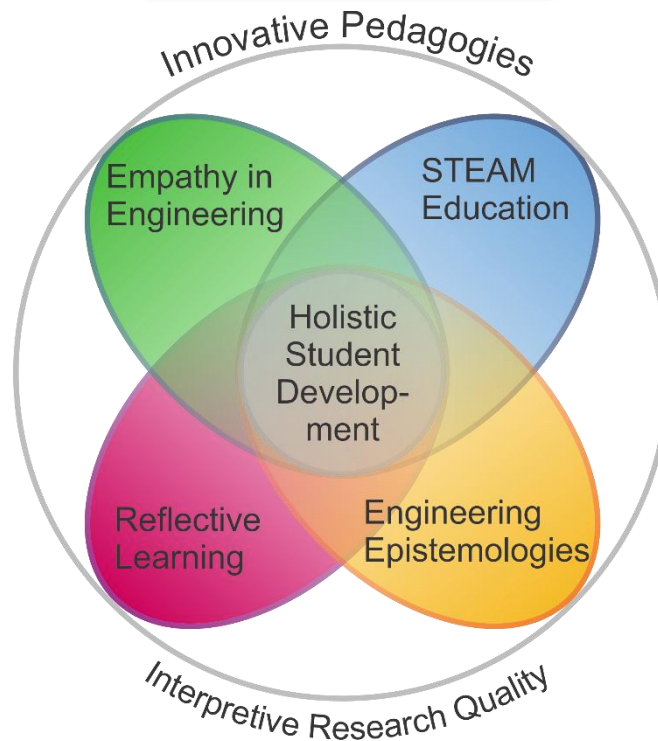 Innovative Pedagogies
Empathy in
Engineering
STEAM
Education
Holistic
Student
Develop-
ment
Reflective
Learning
Engineering
Epistemologies
Interpretive Research Quality